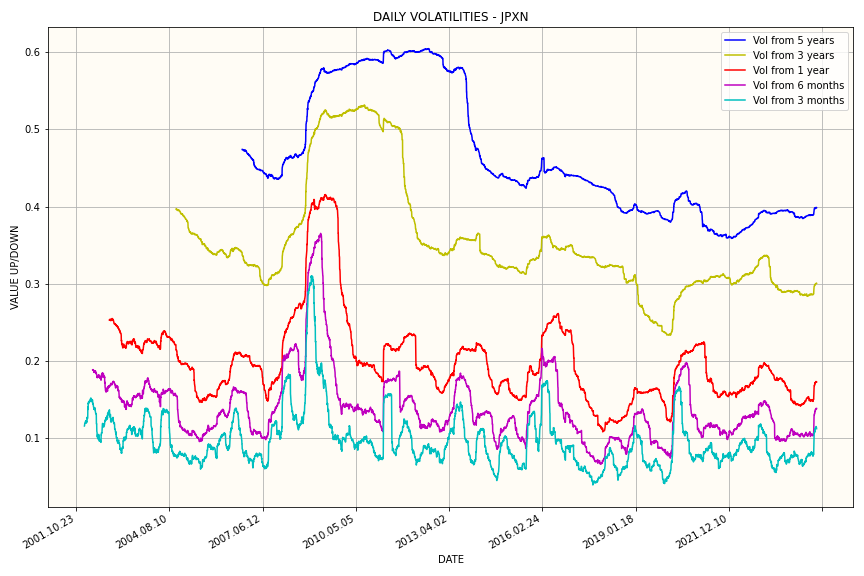 DAILY VOLATILITIES - JPXN
Vol from 5 years
Vol from 3 years
Vol from 1 year
Vol from 6 months
Vol from 3 months
0.6
0.5
0.4
0.3
0.2
0.1
VALUE UP/DOWN
2001.10.23
2004.08.10
2007.06.12
2010.05.05
2013.04.02
2016.02.24
2019.01.18
2021.12.10
DATE